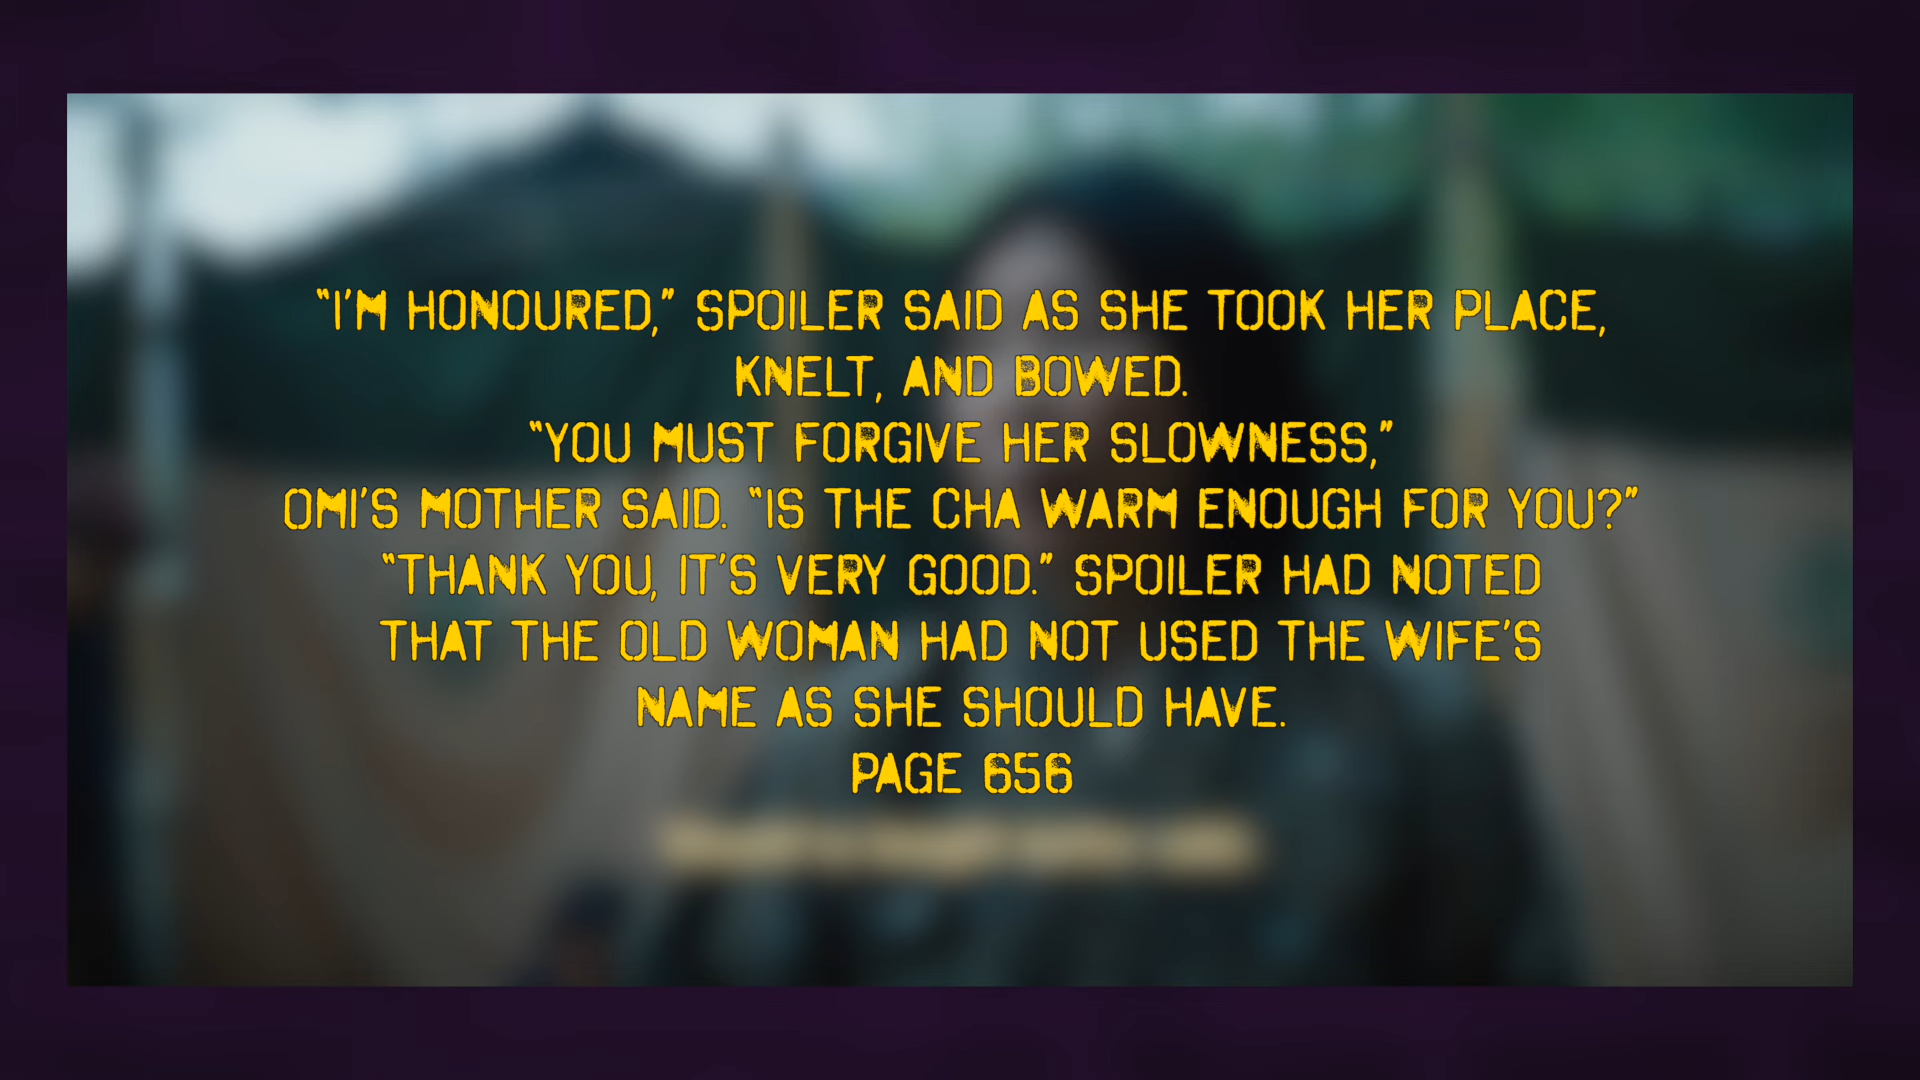 “I’M HONOURED,” SPOILER SAID AS SHE TOOK HER PLACE,
KNELT, AND BOWED.
“YOU MUST FORGIVE HER SLOWNESS,”
OMI’S MOTHER SAID. “IS THE CHA WARM ENOUGH FOR YOU?”
“THANK YOU, IT’S VERY GOOD.” SPOILER HAD NOTED
THAT THE OLD WOMAN HAD NOT USED THE WIFE’S
NAME AS SHE SHOULD HAVE.
PAGE 656